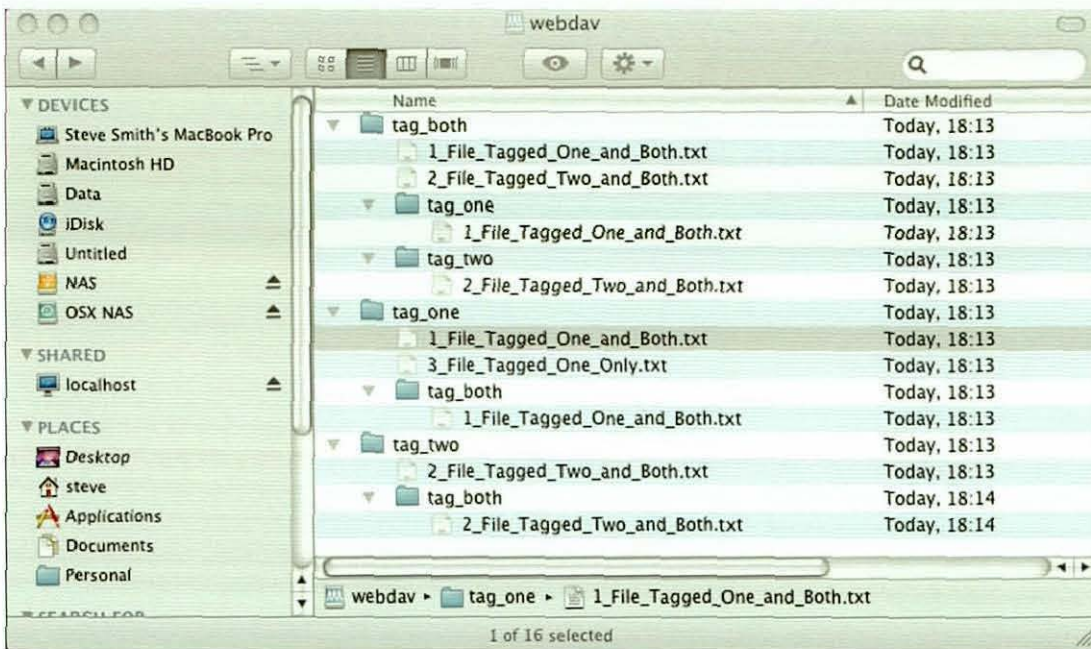 webdav
DEVICES
Steve Smith's MacBook Pro
Macintosh HD
Data
iDisk
Untitled
NAS
OSX NAS
SHARED
localhost
PLACES
Desktop
steve
Applications
Documents
Personal
SEARCH FOR
Name Date Modified
tag_both Today, 18:13
1_File_Tagged_One_and_Both.txt Today, 18:13
2_File_Tagged_Two_and_Both.txt Today, 18:13
tag_one Today, 18:13
1_File_Tagged_One_and_Both.txt Today, 18:13
tag_two Today, 18:13
2_File_Tagged_Two_and_Both.txt Today, 18:13
tag_one Today, 18:13
1_File_Tagged_One_and_Both.txt Today, 18:13
3_File_Tagged_One_Only.txt Today, 18:13
tag_both Today, 18:13
1_File_Tagged_One_and_Both.txt Today, 18:13
tag_two Today, 18:13
2_File_Tagged_Two_and_Both.txt Today, 18:13
tag_both Today, 18:14
2_File_Tagged_Two_and_Both.txt Today, 18:14
webdav ▸ tag_one ▸ 1_File_Tagged_One_and_Both.txt
1 of 16 selected